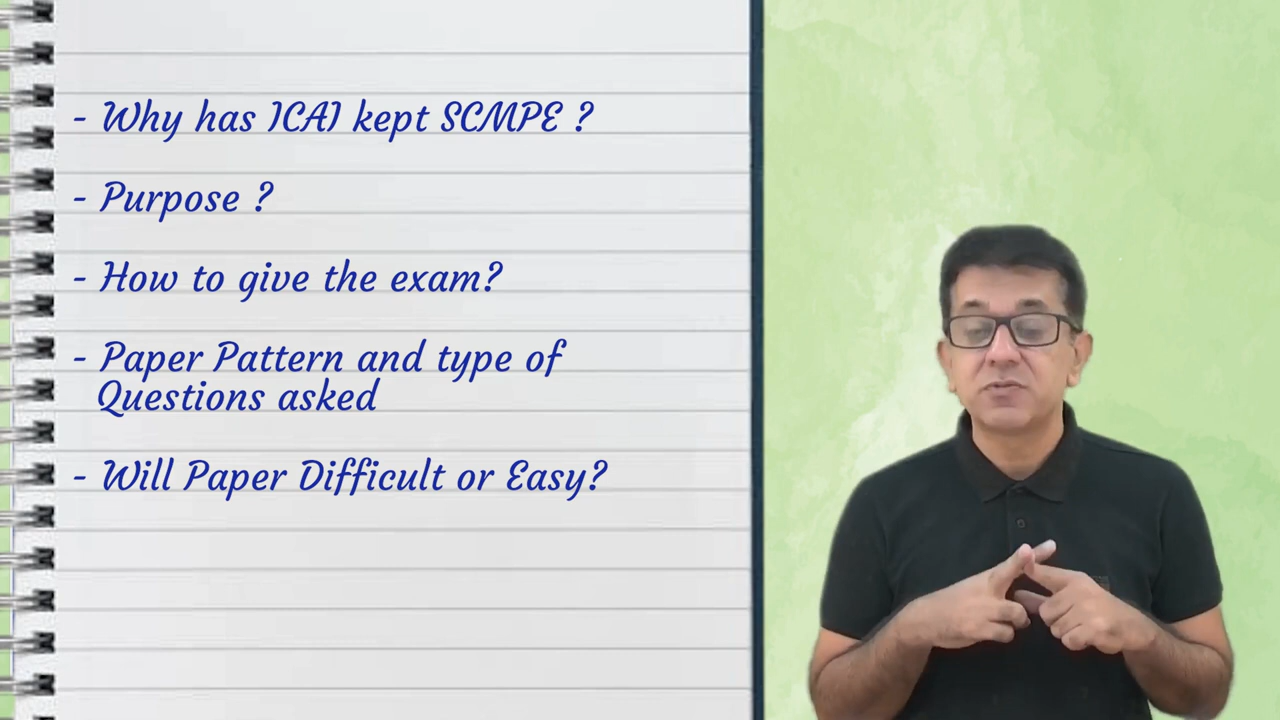 - Why has ICAI kept SCMPE ?
- Purpose ?
- How to give the exam?
- Paper Pattern and type of
Questions asked
- Will Paper Difficult or Easy?